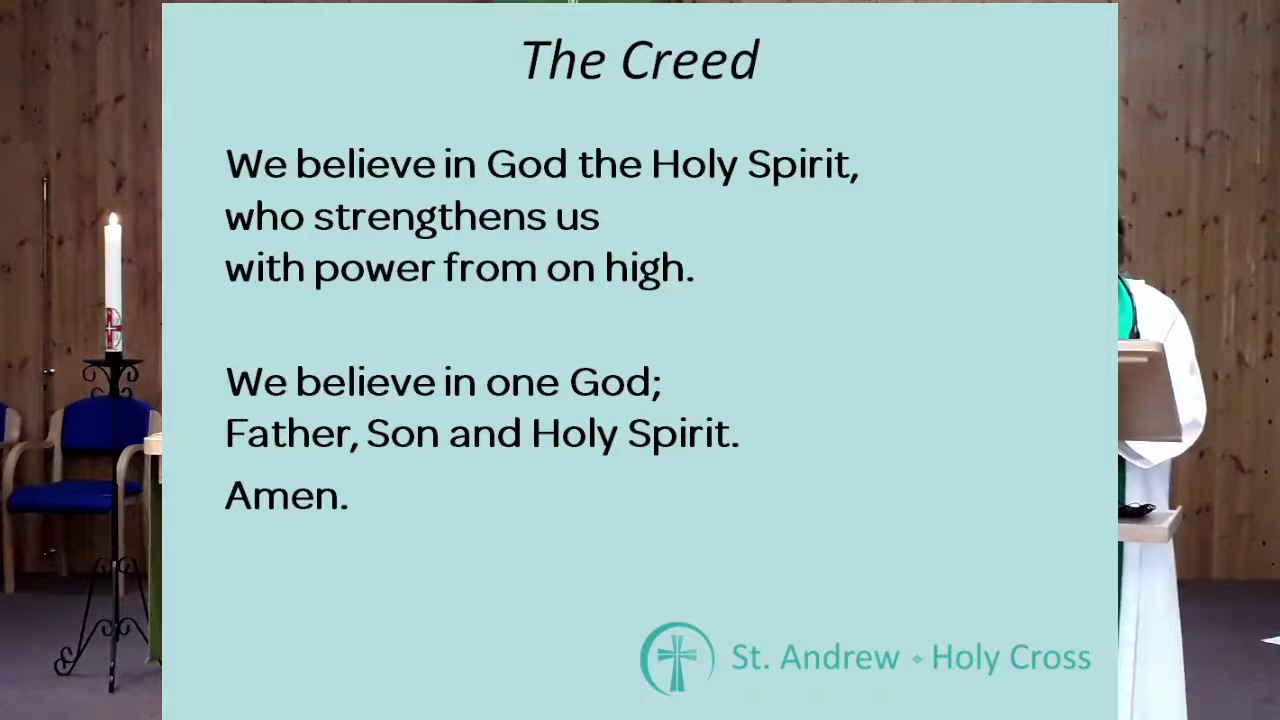 The Creed
We believe in God the Holy Spirit,
who strengthens us
with power from on high.
We believe in one God;
Father, Son and Holy Spirit.
Amen.
St. Andrew • Holy Cross